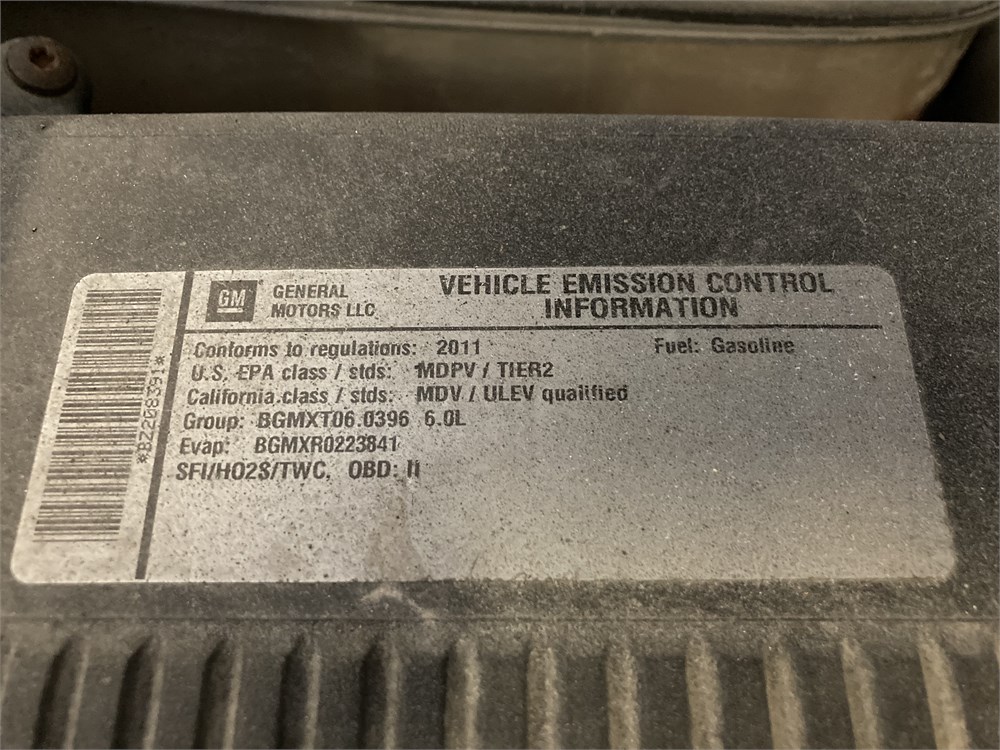 GM
GENERAL
MOTORS LLC
VEHICLE EMISSION CONTROL
INFORMATION
Conforms to regulations: 2011
Fuel: Gasoline
U.S. EPA class / stds: MDPV / TIER2
California class / stds: MDV / ULEV qualified
Group: BGMXT06.0396 6.0L
Evap: BGMXR0223841
SFI/HO2S/TWC, OBD: II
*BZ208391*